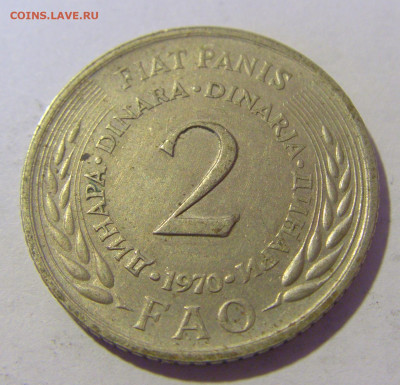 COINS.LAVE.RU
FIAT PANIS
ДИНАРА · DINARA · DINARJA · ДИНАРИ
2
· 1970 ·
FAO